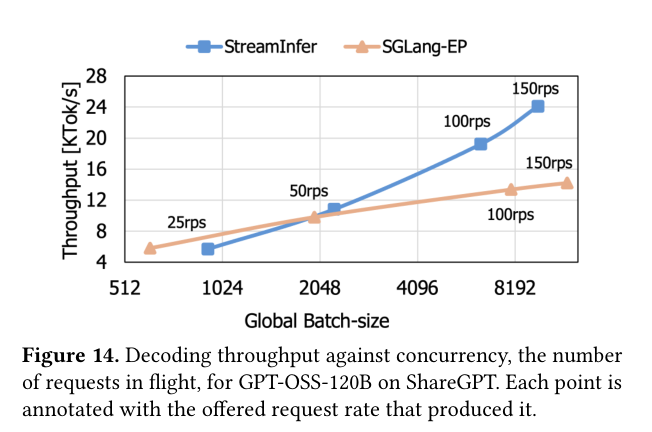 StreamInfer SGLang-EP
Throughput [KTok/s]
28
24
20
16
12
8
4
150rps
100rps
150rps
50rps
100rps
25rps
512 1024 2048 4096 8192
Global Batch-size
Figure 14. Decoding throughput against concurrency, the number
of requests in flight, for GPT-OSS-120B on ShareGPT. Each point is
annotated with the offered request rate that produced it.